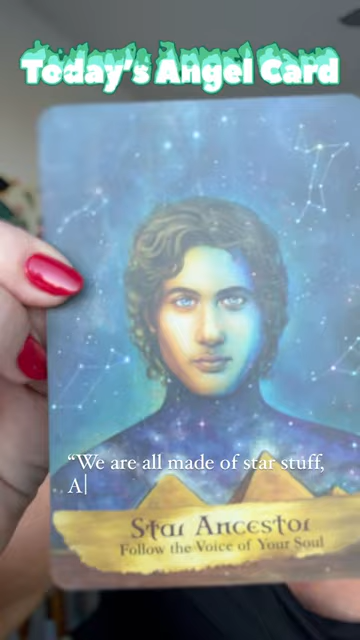 Today's Angel Card
“We are all made of star stuff,
A
Star Ancestor
Follow the Voice of Your Soul